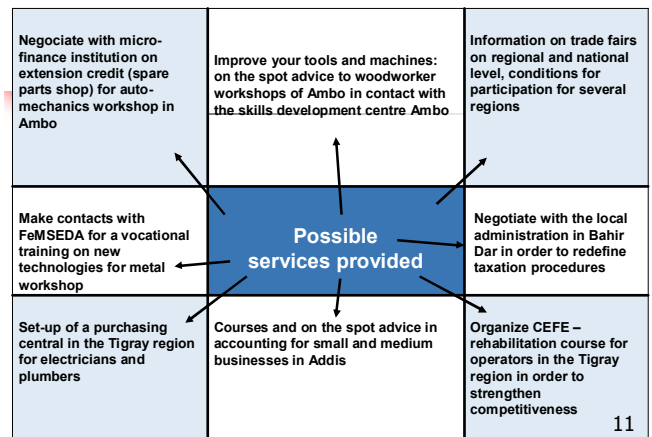 Negociate with micro-
finance institution on
extension credit (spare
parts shop) for auto-
mechanics workshop in
Ambo
Improve your tools and machines:
on the spot advice to woodworker
workshops of Ambo in contact with
the skills development centre Ambo
Information on trade fairs
on regional and national
level, conditions for
participation for several
regions
Make contacts with
FeMSEDA for a vocational
training on new
technologies for metal
workshop
Possible
services provided
Negotiate with the local
administration in Bahir
Dar in order to redefine
taxation procedures
Set-up of a purchasing
central in the Tigray region
for electricians and
plumbers
Courses and on the spot advice in
accounting for small and medium
businesses in Addis
Organize CEFE –
rehabilitation course for
operators in the Tigray
region in order to
strengthen
competitiveness
11